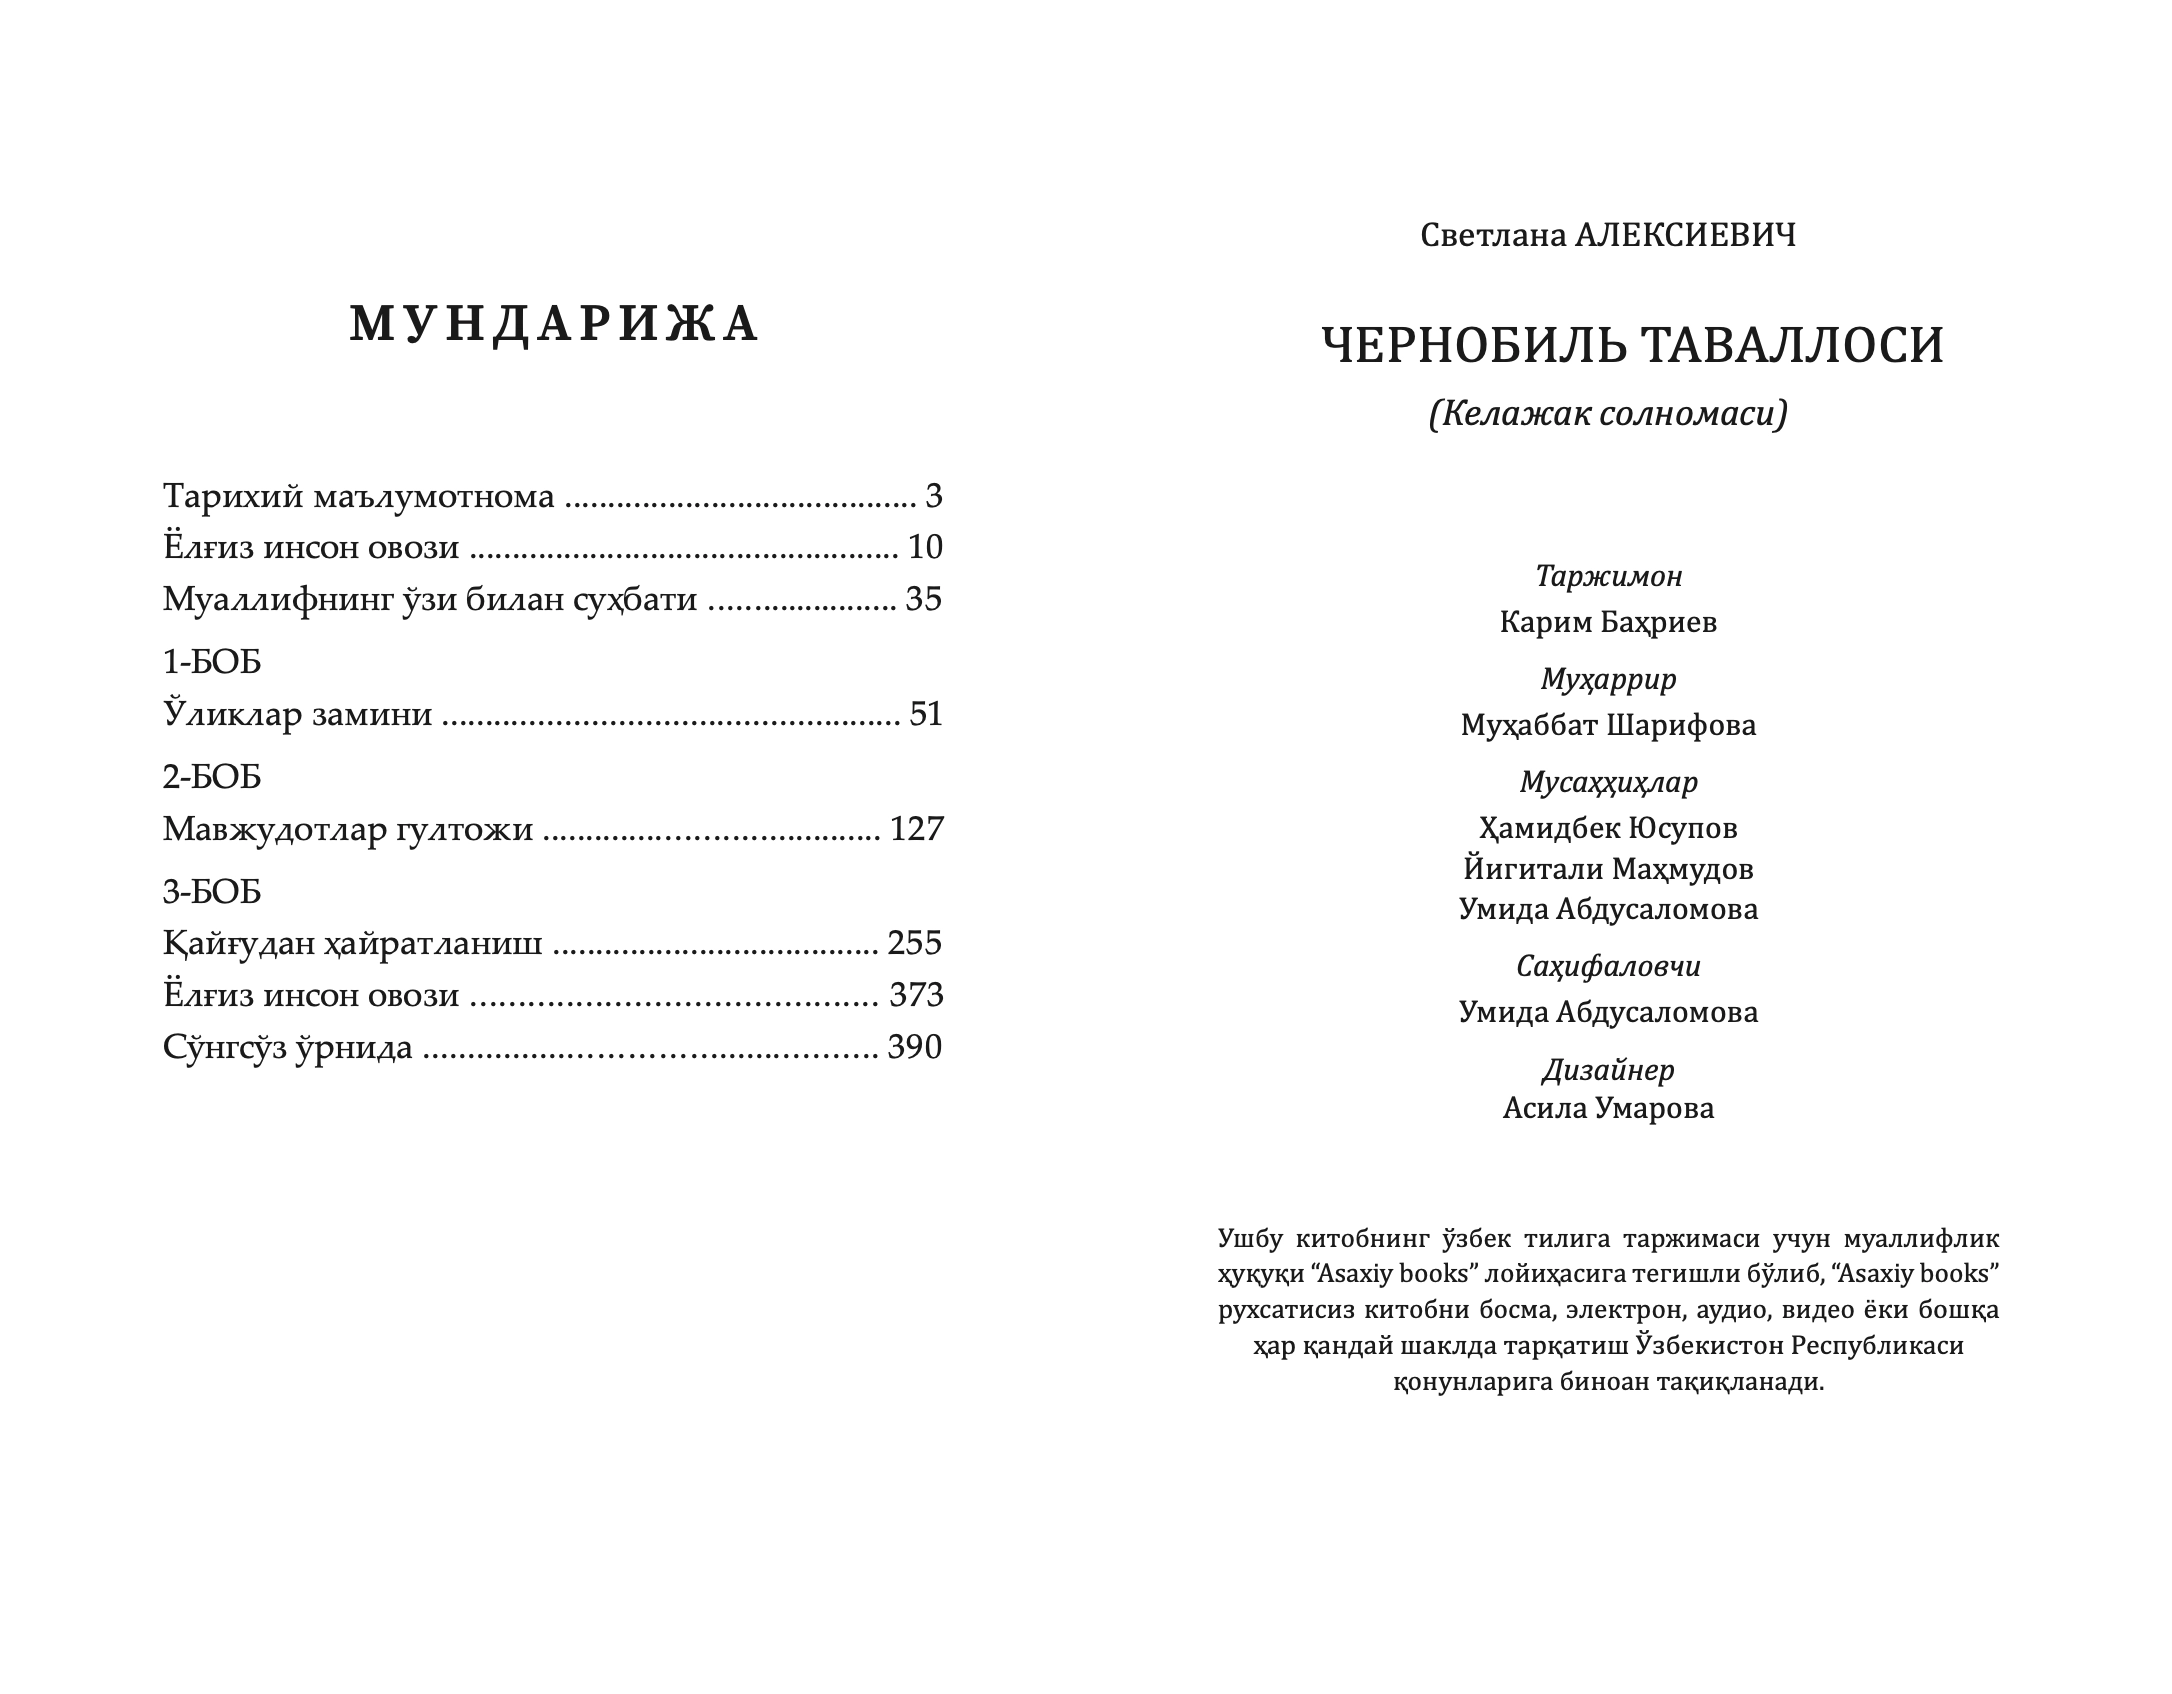 МУНДАРИЖА
Тарихий маълумотнома ......................................... 3
Ёлғиз инсон овози .................................................. 10
Муаллифнинг ўзи билан суҳбати ...................... 35
1-БОБ
Ўликлар замини ..................................................... 51
2-БОБ
Мавжудотлар гултожи ....................................... 127
3-БОБ
Қайғудан ҳайратланиш ...................................... 255
Ёлғиз инсон овози ............................................... 373
Сўнгсўз ўрнида ..................................................... 390
Светлана АЛЕКСИЕВИЧ
ЧЕРНОБИЛЬ ТАВАЛЛОСИ
(Келажак солномаси)
Таржимон
Карим Баҳриев
Муҳаррир
Муҳаббат Шарифова
Мусаҳҳиҳлар
Ҳамидбек Юсупов
Йигитали Маҳмудов
Умида Абдусаломова
Саҳифаловчи
Умида Абдусаломова
Дизайнер
Асила Умарова
Ушбу китобнинг ўзбек тилига таржимаси учун муаллифлик
ҳуқуқи “Asaxiy books” лойиҳасига тегишли бўлиб, “Asaxiy books”
рухсатисиз китобни босма, электрон, аудио, видео ёки бошқа
ҳар қандай шаклда тарқатиш Ўзбекистон Республикаси
қонунларига биноан тақиқланади.